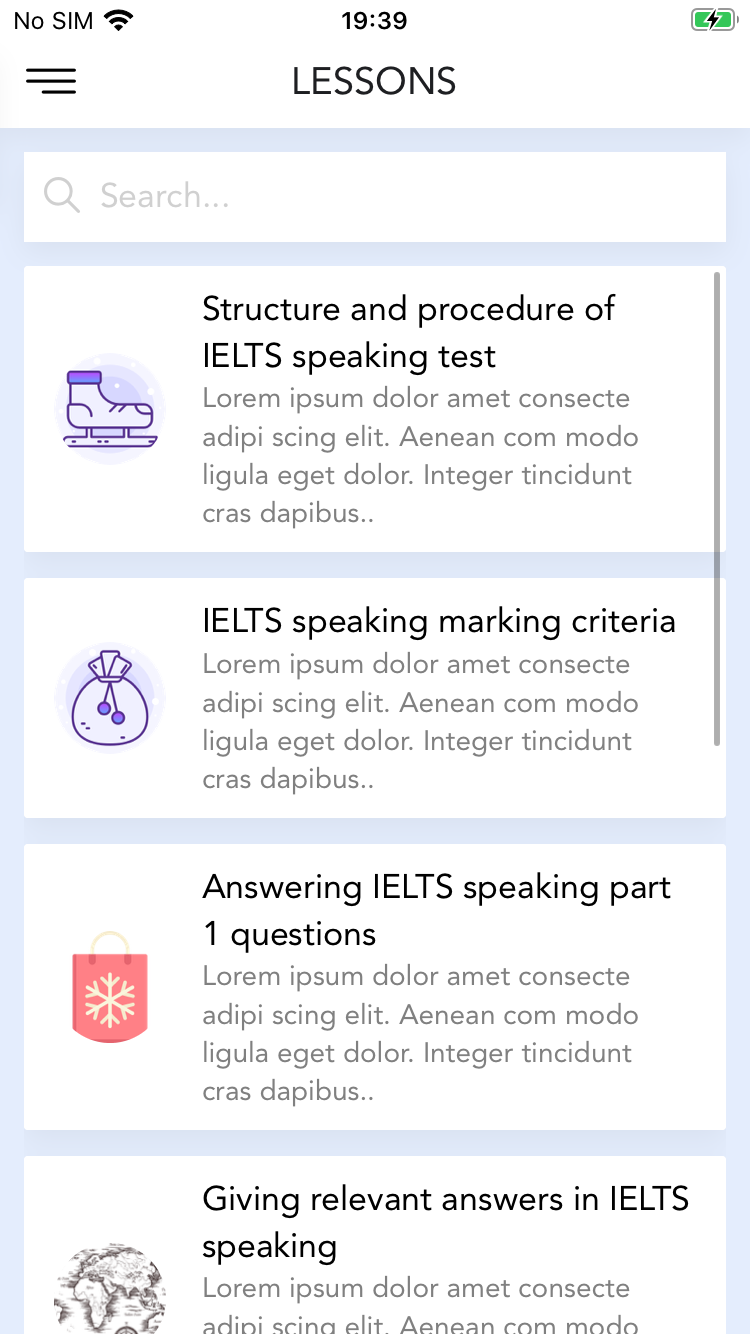 No SIM 19:39
LESSONS
Search...
Structure and procedure of
IELTS speaking test
Lorem ipsum dolor amet consecte
adipi scing elit. Aenean com modo
ligula eget dolor. Integer tincidunt
cras dapibus..
IELTS speaking marking criteria
Lorem ipsum dolor amet consecte
adipi scing elit. Aenean com modo
ligula eget dolor. Integer tincidunt
cras dapibus..
Answering IELTS speaking part
1 questions
Lorem ipsum dolor amet consecte
adipi scing elit. Aenean com modo
ligula eget dolor. Integer tincidunt
cras dapibus..
Giving relevant answers in IELTS
speaking
Lorem ipsum dolor amet consecte
adipi scing elit. Aenean com modo